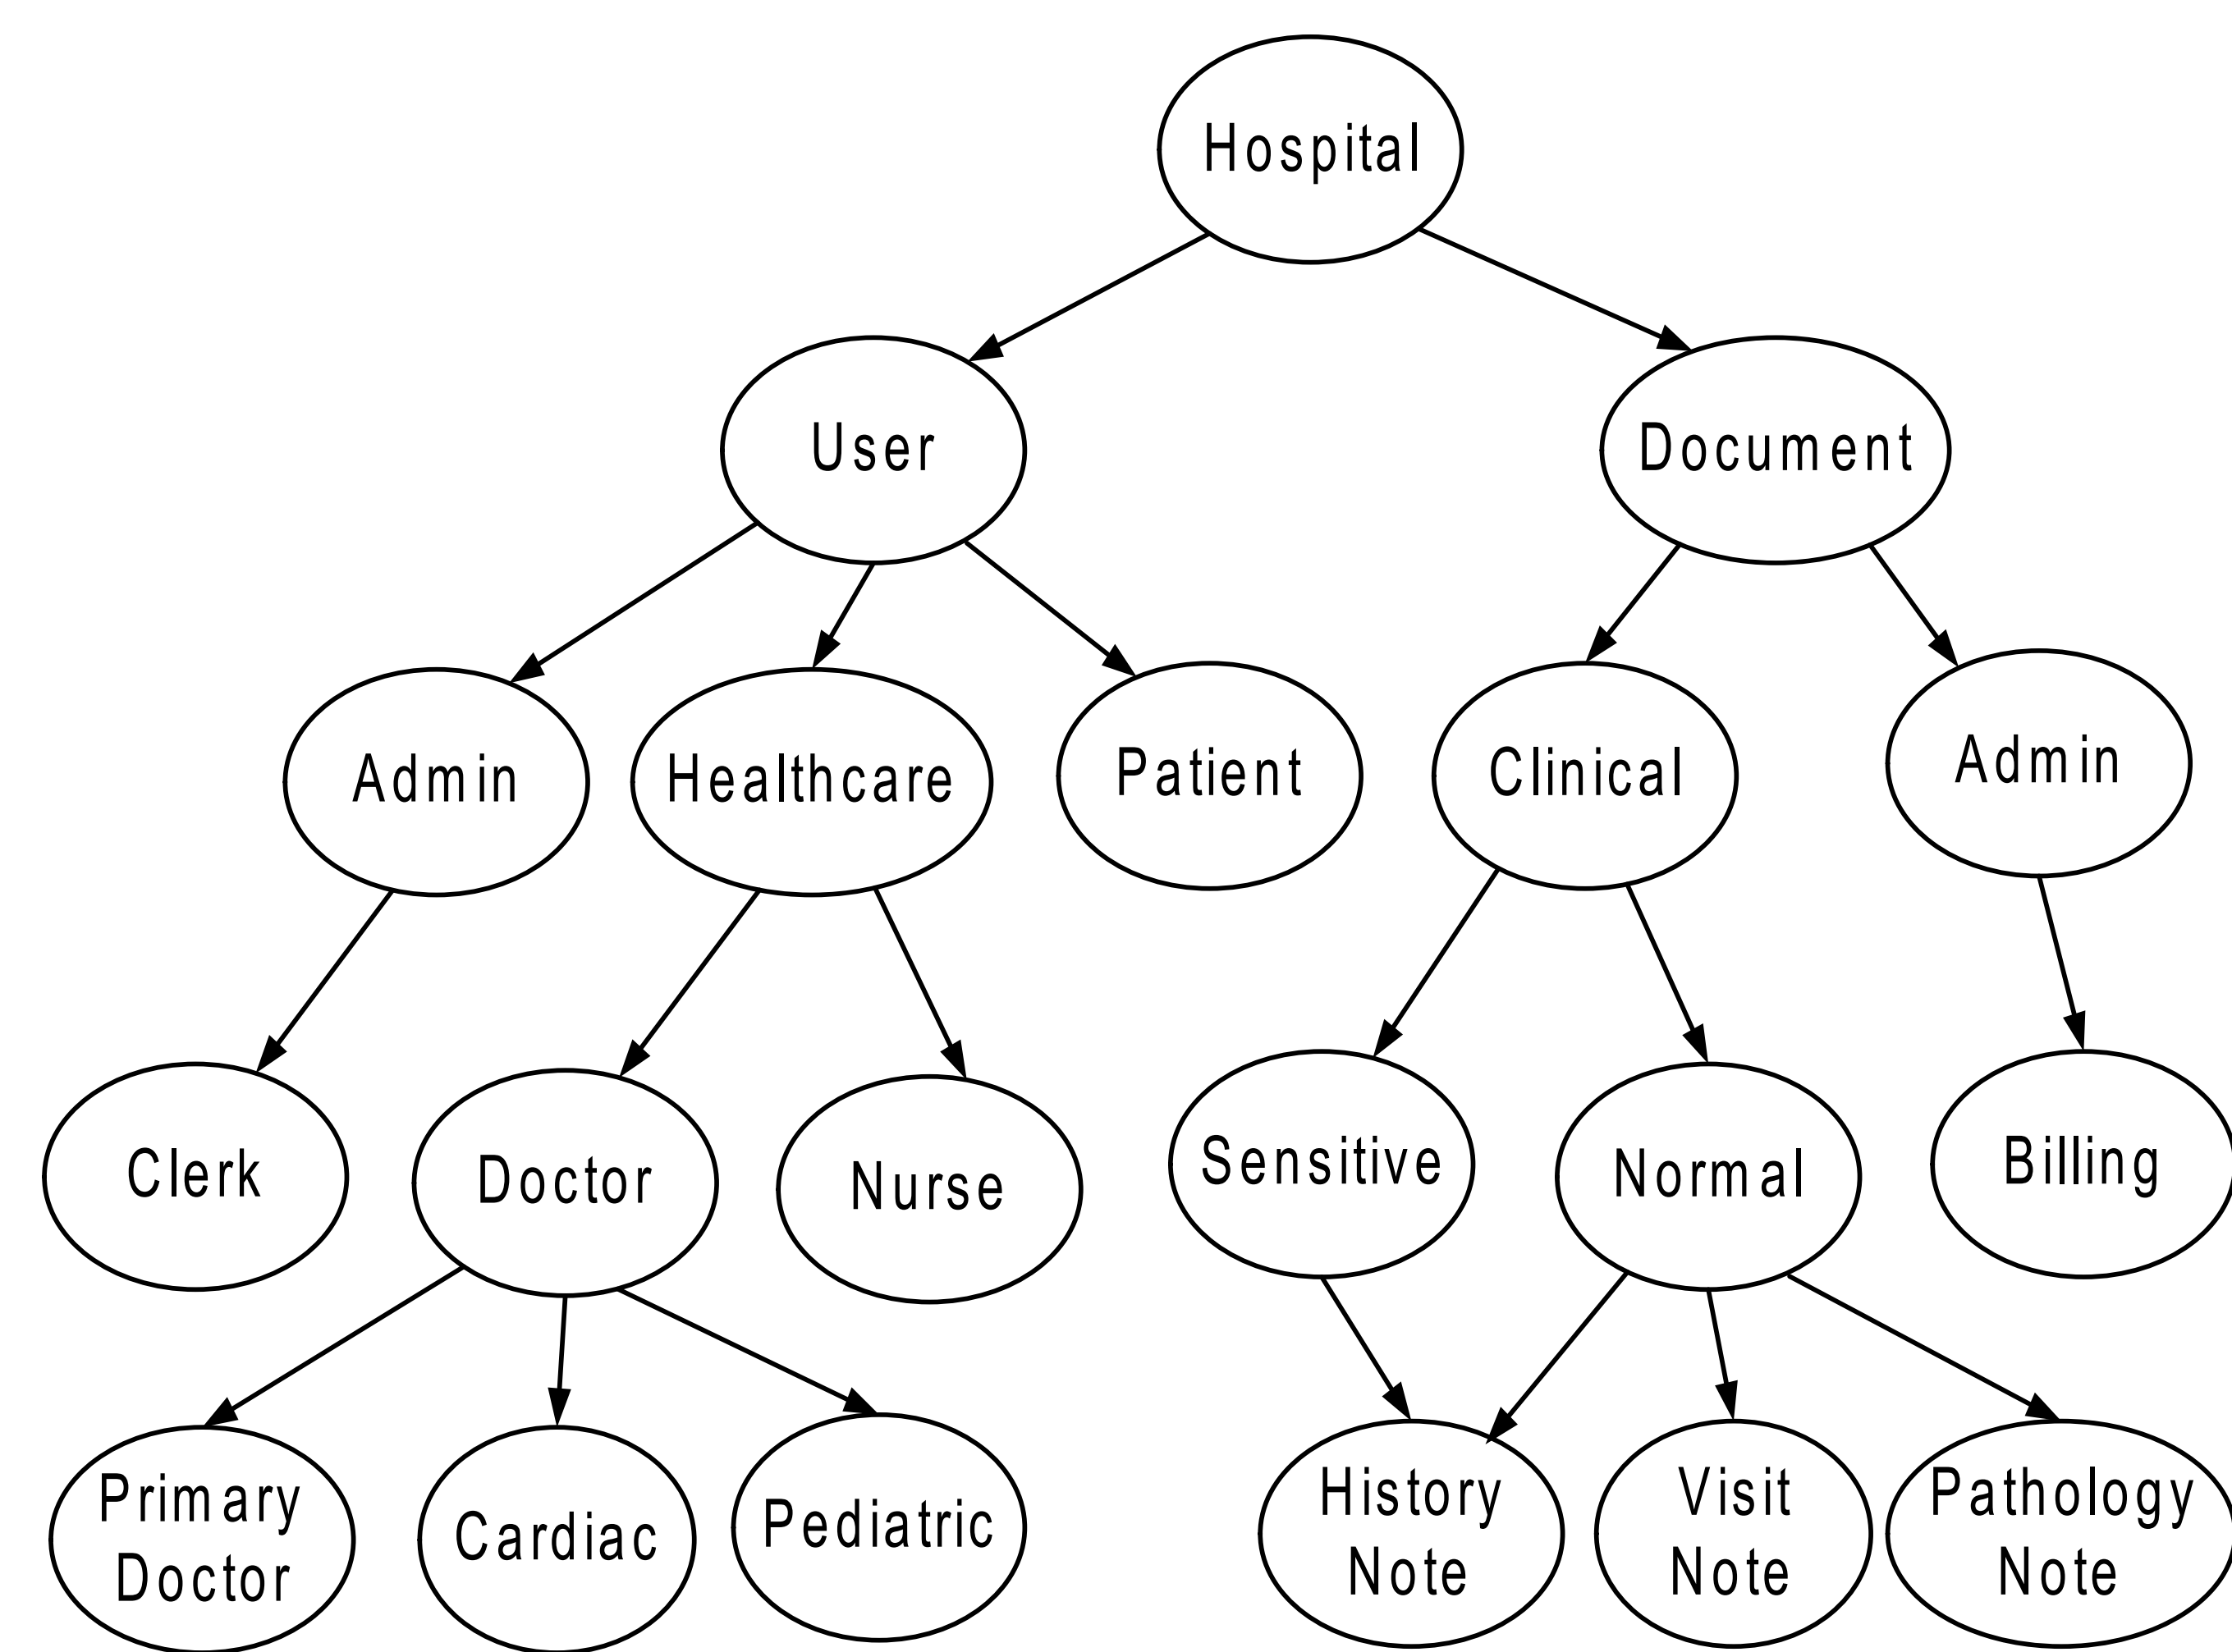 Hospital
User
Document
Admin
Healthcare
Patient
Clinical
Admin
Clerk
Doctor
Nurse
Sensitive
Normal
Billing
Primary
Doctor
Cardiac
Pediatric
History
Note
Visit
Note
Pathology
Note